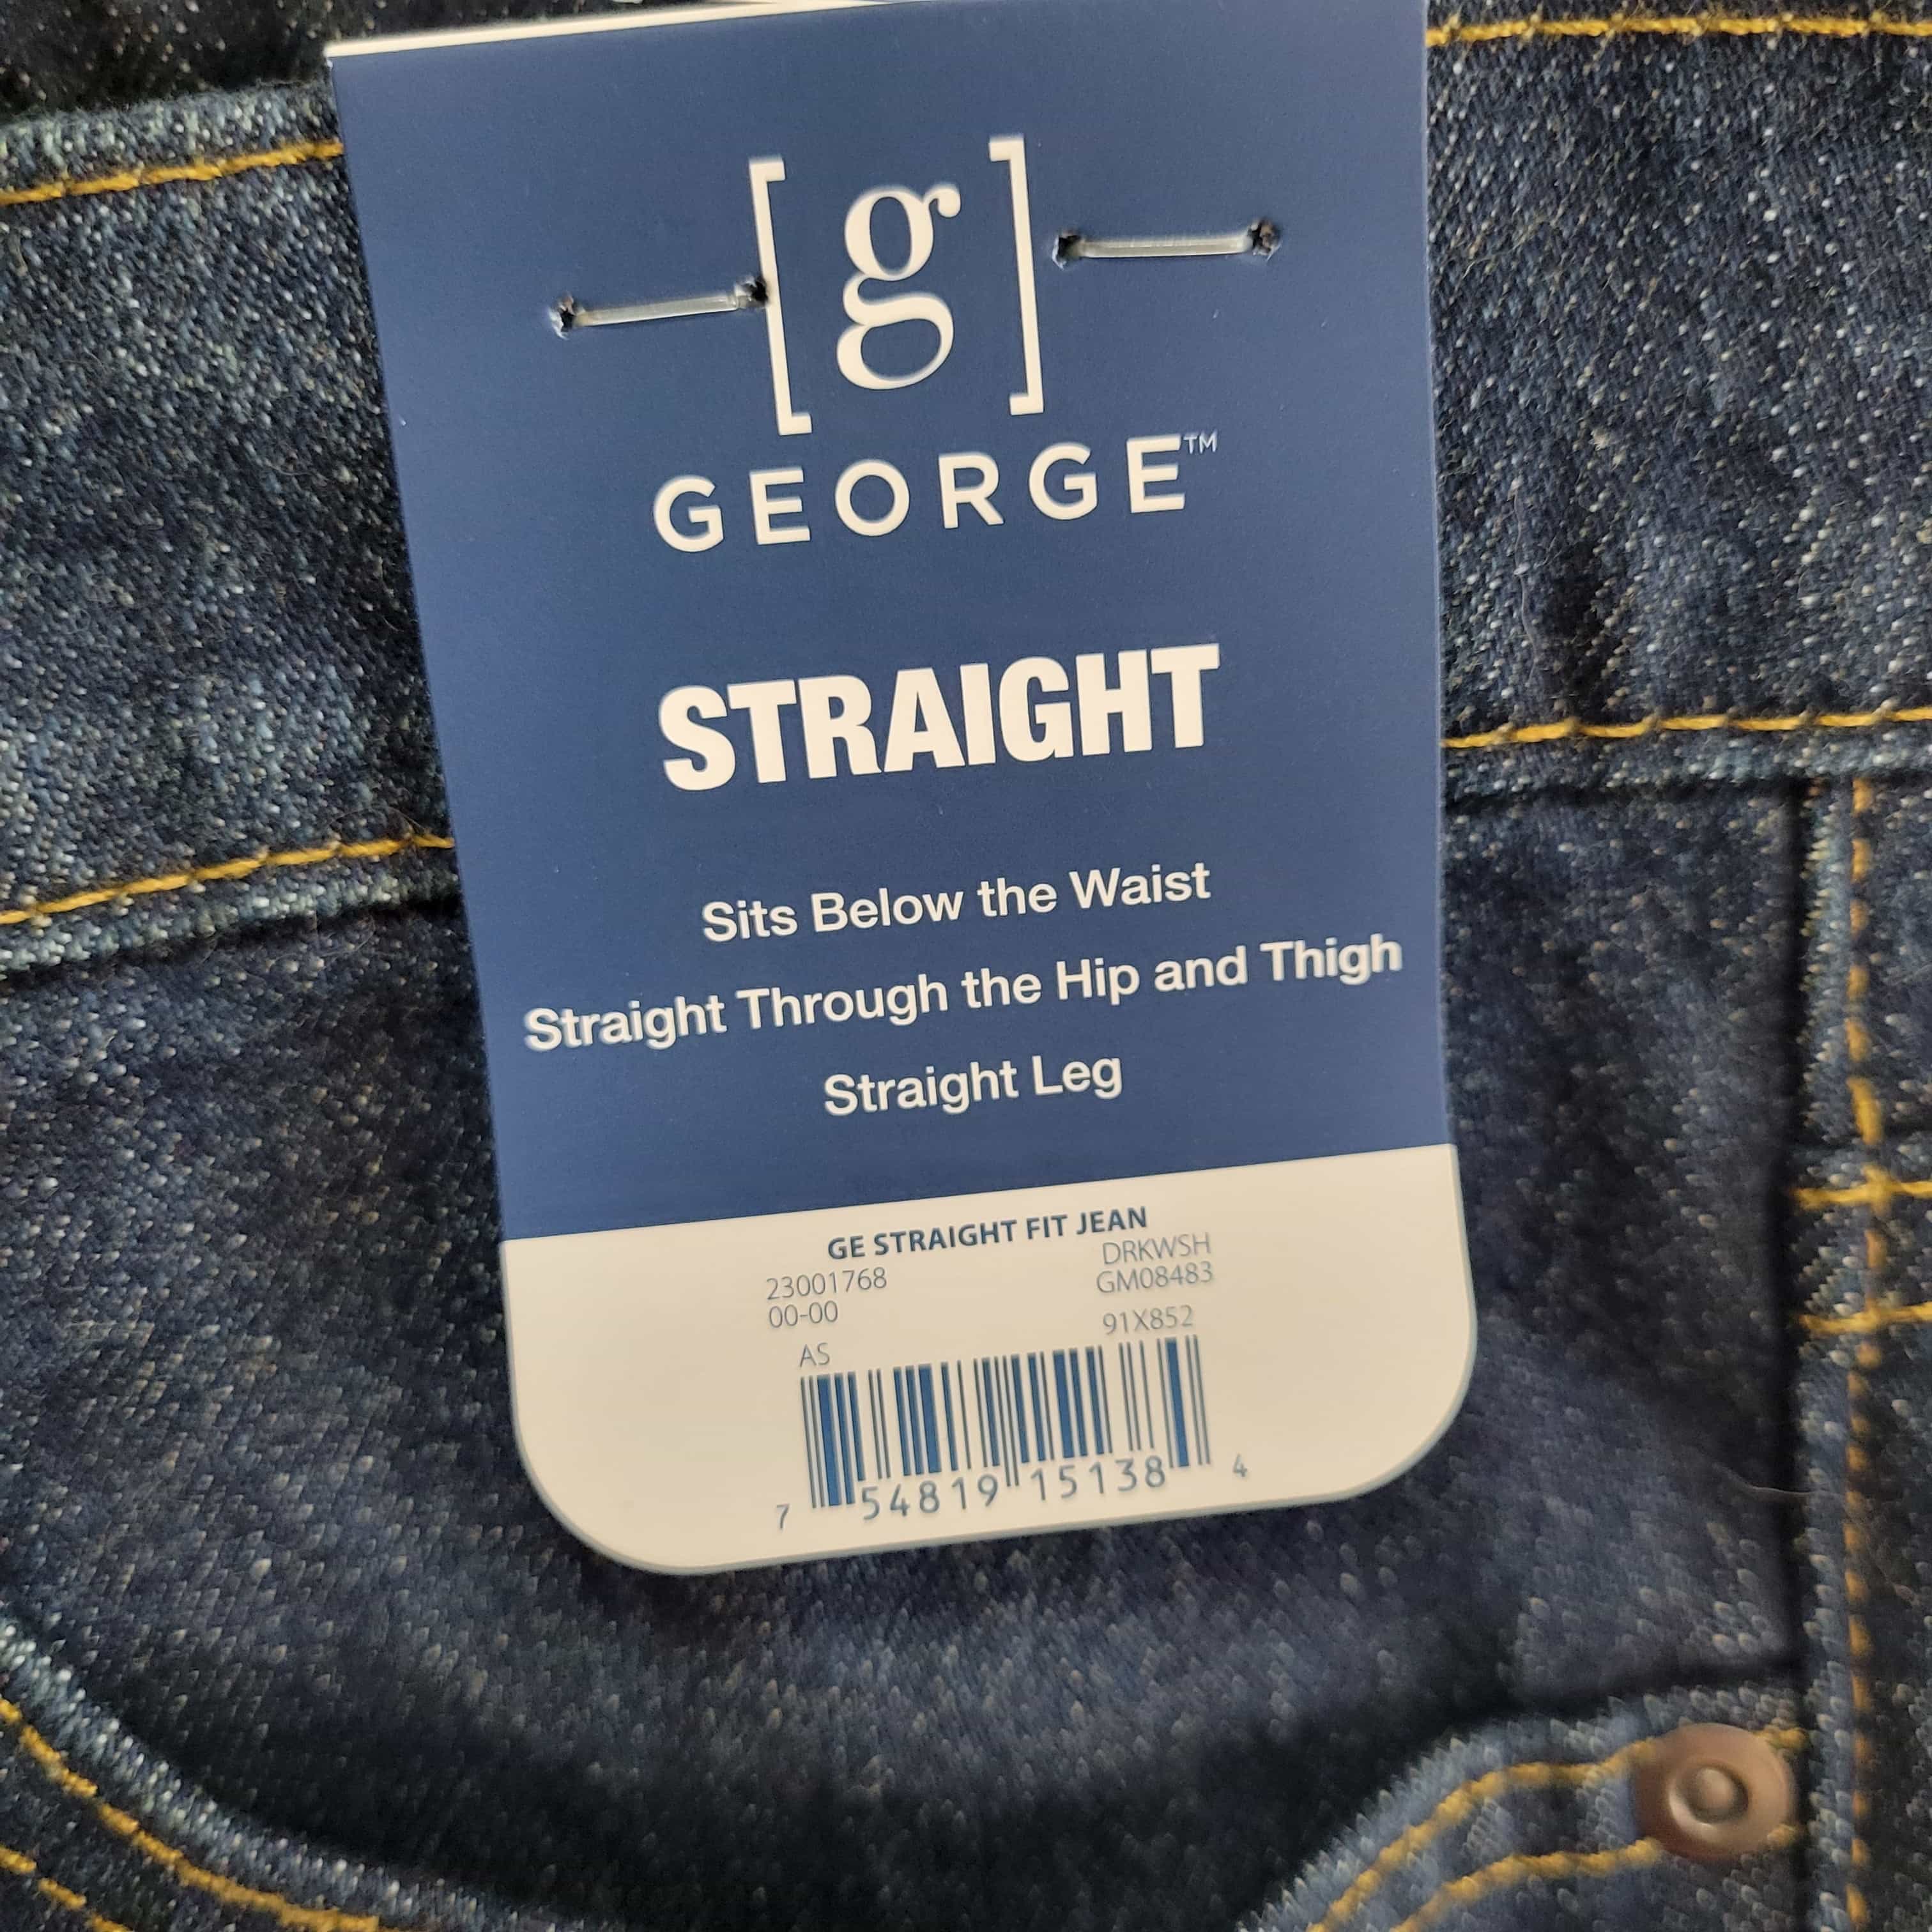 [g]
GEORGE™
STRAIGHT
Sits Below the Waist
Straight Through the Hip and Thigh
Straight Leg
GE STRAIGHT FIT JEAN
23001768 DRKWSH
00-00 GM08483
AS 91X852
7 54819 15138 4